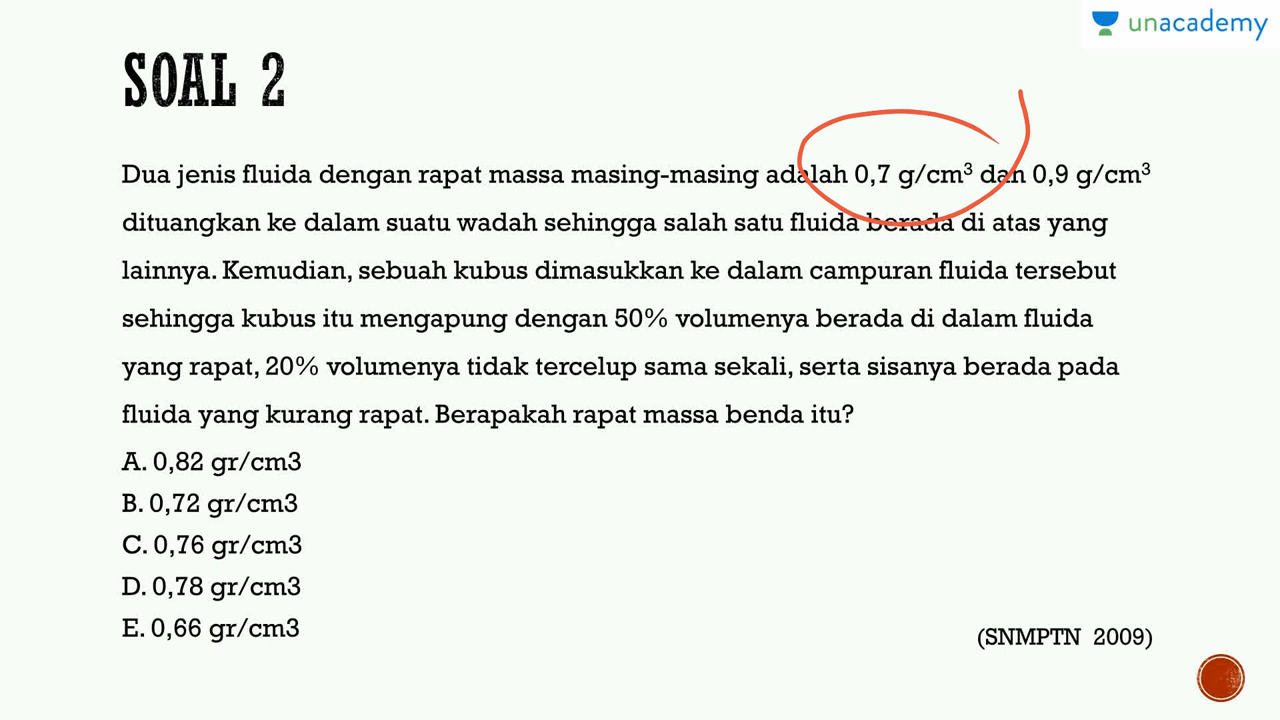 unacademy
SOAL 2
Dua jenis fluida dengan rapat massa masing-masing adalah 0,7 g/cm³ dan 0,9 g/cm³
dituangkan ke dalam suatu wadah sehingga salah satu fluida berada di atas yang
lainnya. Kemudian, sebuah kubus dimasukkan ke dalam campuran fluida tersebut
sehingga kubus itu mengapung dengan 50% volumenya berada di dalam fluida
yang rapat, 20% volumenya tidak tercelup sama sekali, serta sisanya berada pada
fluida yang kurang rapat. Berapakah rapat massa benda itu?
A. 0,82 gr/cm3
B. 0,72 gr/cm3
C. 0,76 gr/cm3
D. 0,78 gr/cm3
E. 0,66 gr/cm3
(SNMPTN 2009)